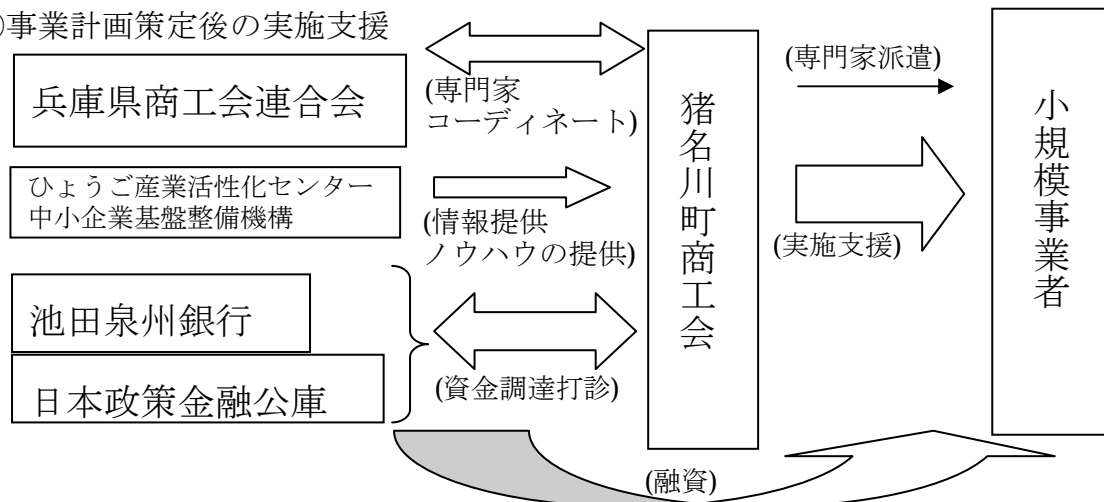 事業計画策定後の実施支援
兵庫県商工会連合会
(専門家
コーディネート)
ひょうご産業活性化センター
中小企業基盤整備機構
(情報提供
ノウハウの提供)
池田泉州銀行
日本政策金融公庫
(資金調達打診)
猪名川町商工会
(専門家派遣)
(実施支援)
小規模事業者
(融資)